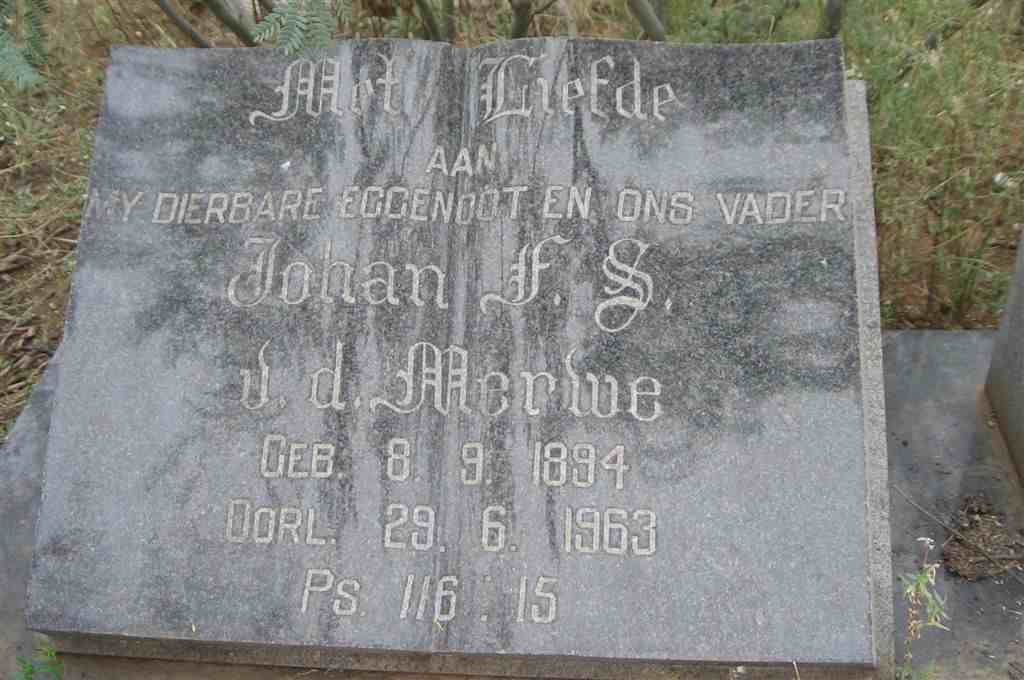 Met Liefde
AAN
MY DIERBARE EGGENOOT EN ONS VADER
Johan F. S.
v. d. Merwe
GEB. 8. 9. 1894
OORL. 29. 6. 1963
PS. 116 : 15